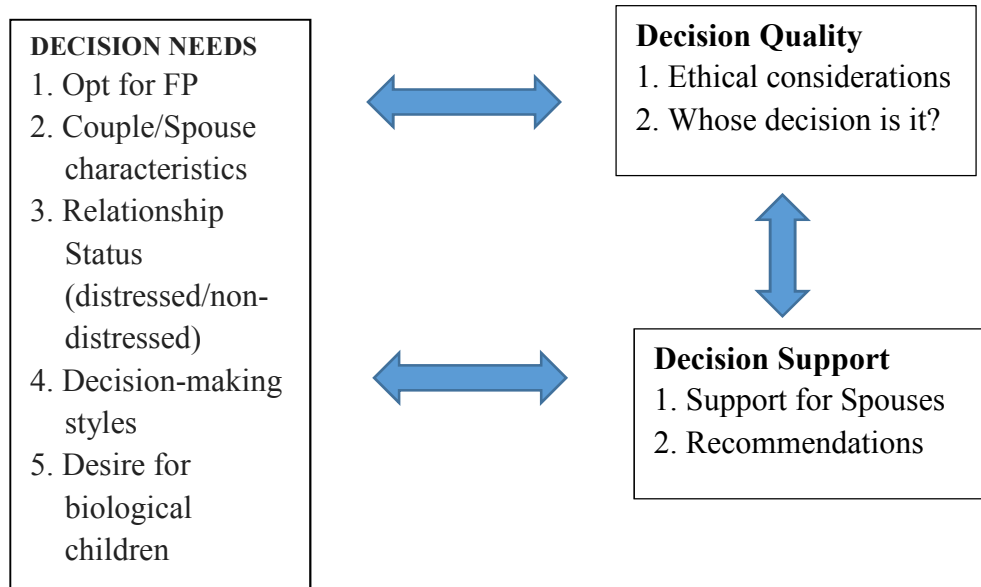 DECISION NEEDS
1. Opt for FP
2. Couple/Spouse
characteristics
3. Relationship
Status
(distressed/non-
distressed)
4. Decision-making
styles
5. Desire for
biological
children
Decision Quality
1. Ethical considerations
2. Whose decision is it?
Decision Support
1. Support for Spouses
2. Recommendations